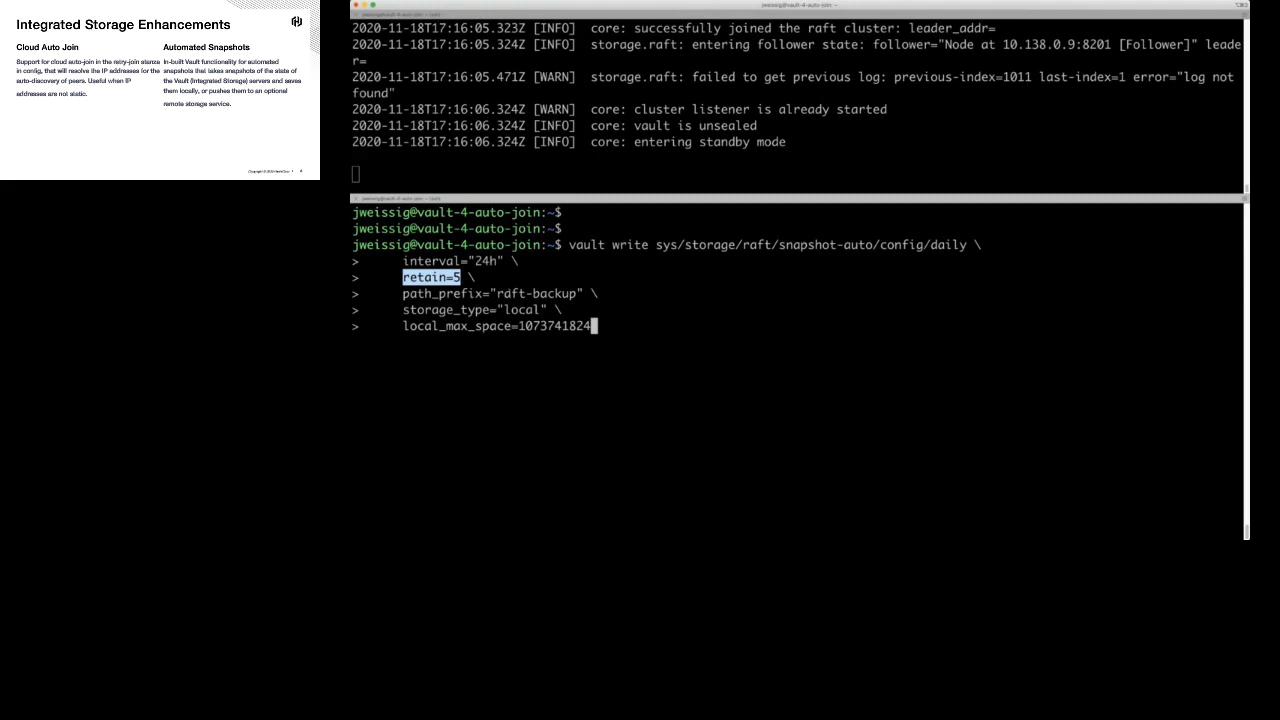 Integrated Storage Enhancements
Cloud Auto Join
Support for cloud auto-join in the retry-join stanza
in config, that will resolve the IP addresses for the
auto-discovery of peers. Useful when IP
addresses are not static.
Automated Snapshots
In-built Vault functionality for automated
snapshots that takes snapshots of the state of
the Vault (Integrated Storage) servers and saves
them locally, or pushes them to an optional
remote storage service.
Copyright © 2020 HashiCorp
jweissig@vault-4-auto-join:~
2020-11-18T17:16:05.323Z [INFO]  core: successfully joined the raft cluster: leader_addr=
2020-11-18T17:16:05.324Z [INFO]  storage.raft: entering follower state: follower="Node at 10.138.0.9:8201 [Follower]" leade
r=
2020-11-18T17:16:05.471Z [WARN]  storage.raft: failed to get previous log: previous-index=1011 last-index=1 error="log not
found"
2020-11-18T17:16:06.324Z [WARN]  core: cluster listener is already started
2020-11-18T17:16:06.324Z [INFO]  core: vault is unsealed
2020-11-18T17:16:06.324Z [INFO]  core: entering standby mode
jweissig@vault-4-auto-join:~$
jweissig@vault-4-auto-join:~$
jweissig@vault-4-auto-join:~$ vault write sys/storage/raft/snapshot-auto/config/daily \
>      interval="24h" \
>      retain=5 \
>      path_prefix="raft-backup" \
>      storage_type="local" \
>      local_max_space=1073741824